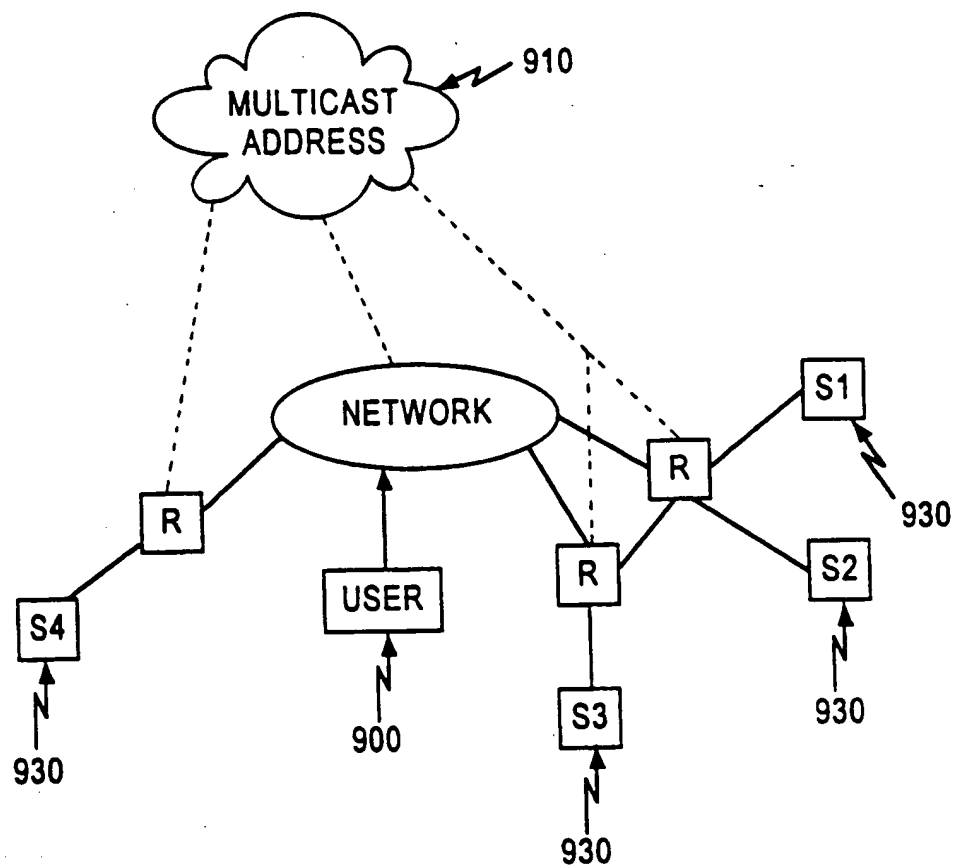 910
MULTICAST
ADDRESS
NETWORK
S1
R
930
R
R
S2
USER
S4
S3
930
900
930
930